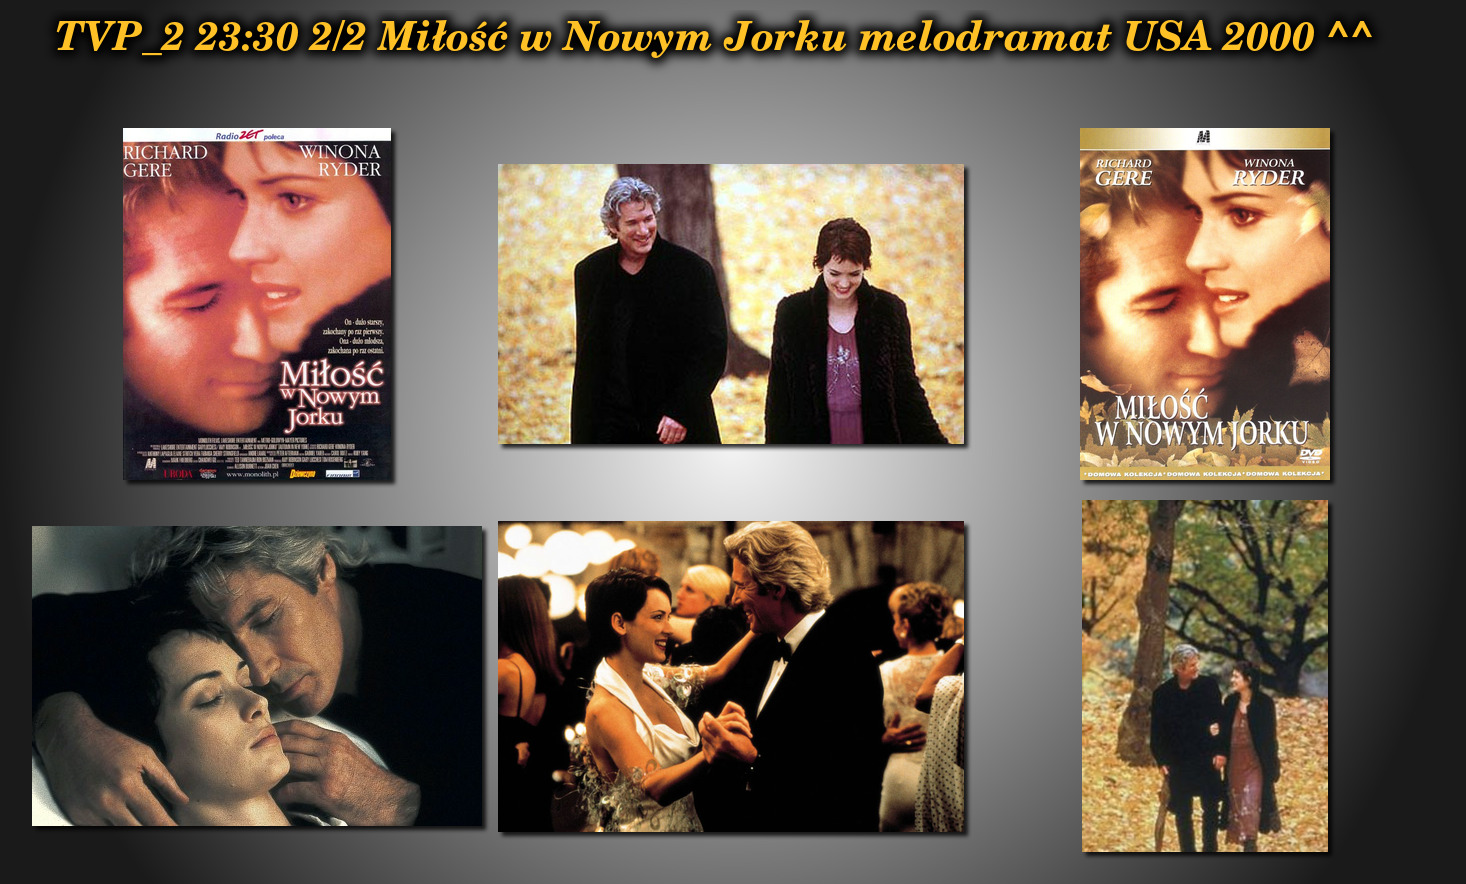 TVP_2 23:30 2/2 Miłość w Nowym Jorku melodramat USA 2000 ^^
Radio ZET poleca
RICHARD GERE
WINONA RYDER
On - dużo starszy,
zakochany po raz pierwszy.
Ona - dużo młodsza,
zakochana po raz ostatni.
Miłość
w Nowym
Jorku
www.monolith.pl
RICHARD GERE
WINONA RYDER
MIŁOŚĆ
W NOWYM JORKU
DVD
VIDEO
*DOMOWA KOLEKCJA*DOMOWA KOLEKCJA*DOMOWA KOLEKCJA*